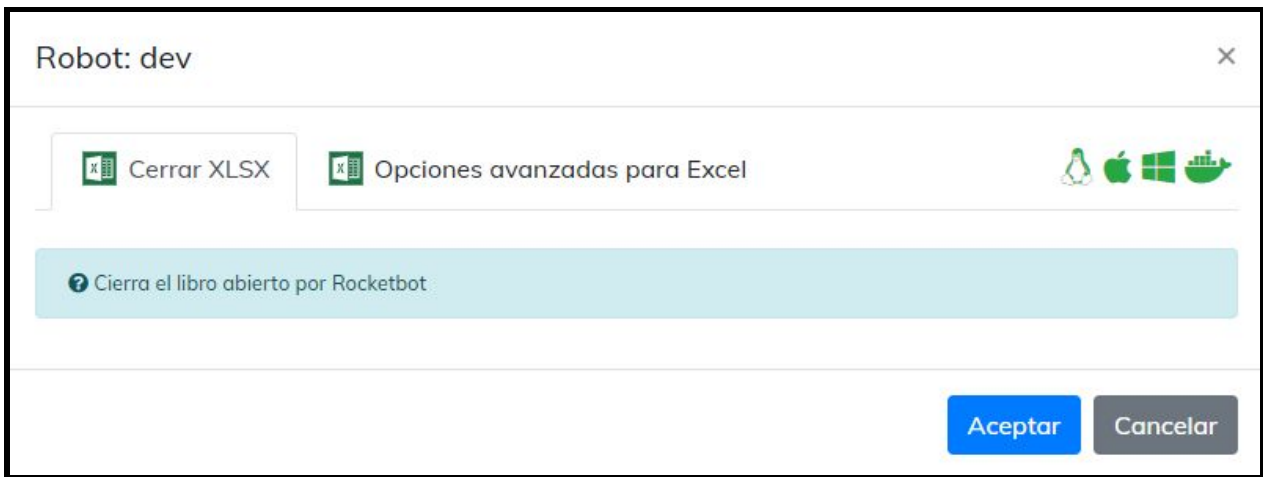 Robot: dev
×
Cerrar XLSX Opciones avanzadas para Excel
Cierra el libro abierto por Rocketbot
Aceptar Cancelar